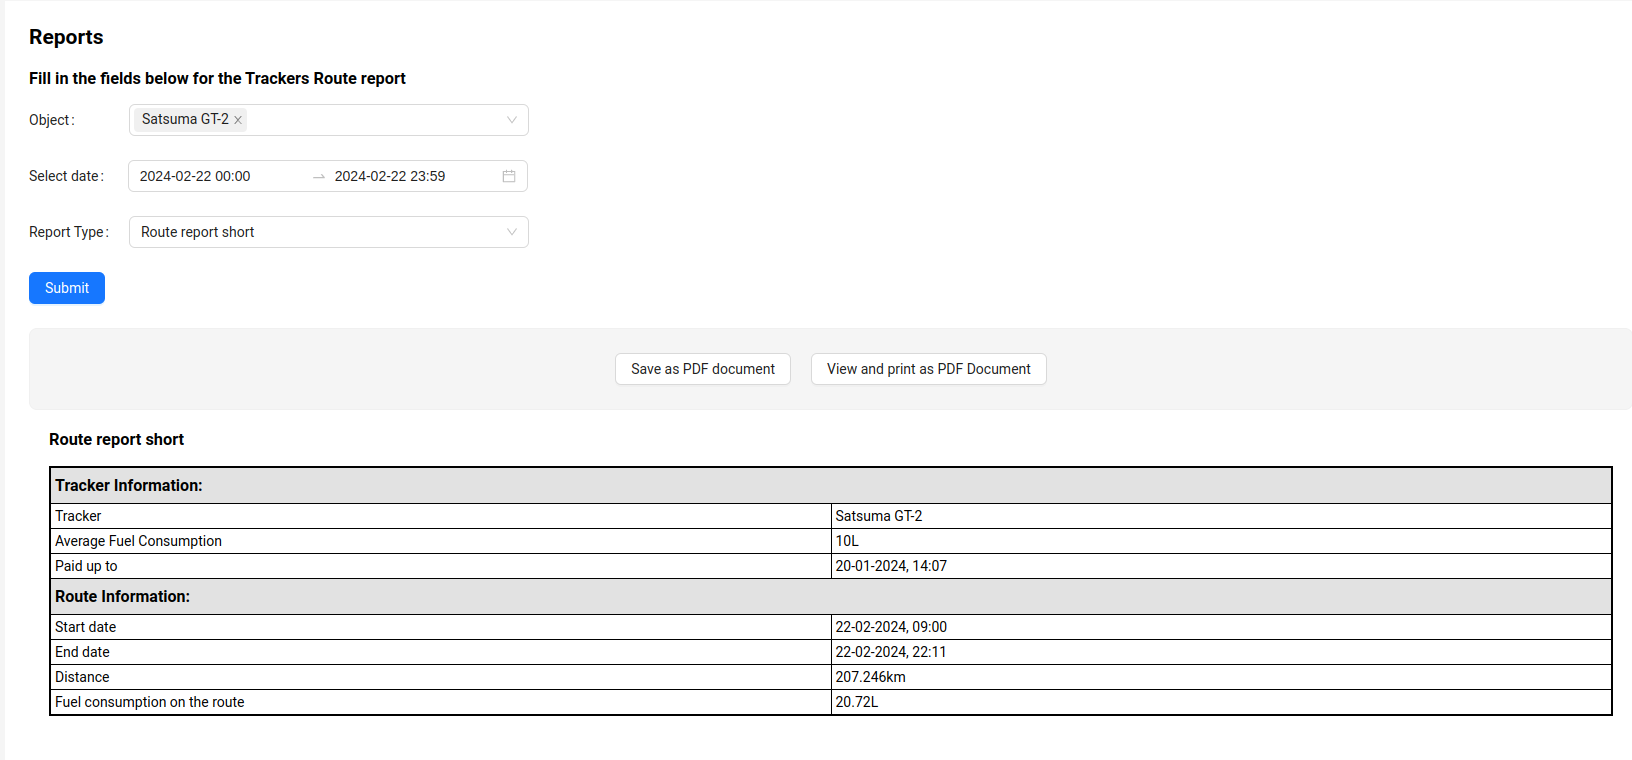 Reports
Fill in the fields below for the Trackers Route report
Object: Satsuma GT-2
Select date: 2024-02-22 00:00 → 2024-02-22 23:59
Report Type: Route report short
Submit
Save as PDF document View and print as PDF Document
Route report short
Tracker Information:
Tracker Satsuma GT-2
Average Fuel Consumption 10L
Paid up to 20-01-2024, 14:07
Route Information:
Start date 22-02-2024, 09:00
End date 22-02-2024, 22:11
Distance 207.246km
Fuel consumption on the route 20.72L